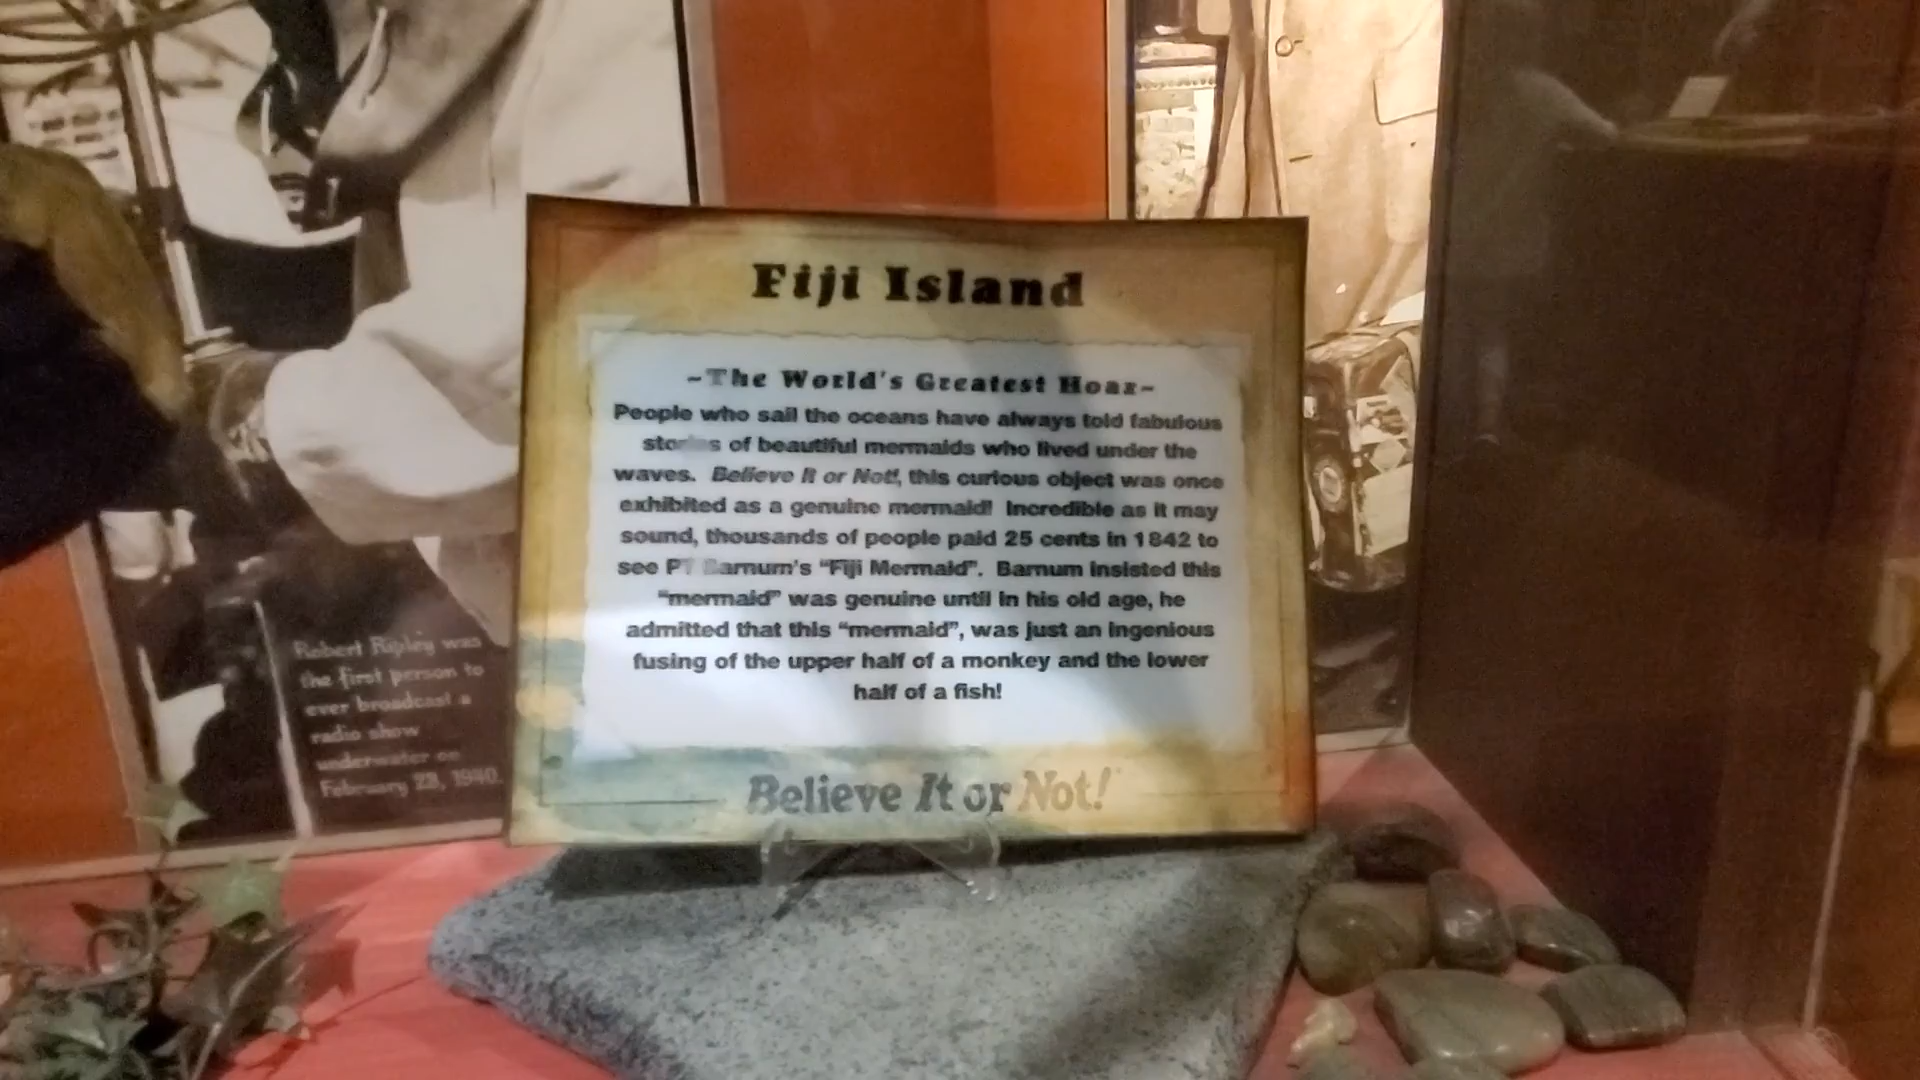 Fiji Island
~The World's Greatest Hoax~
People who sail the oceans have always told fabulous
stories of beautiful mermaids who lived under the
waves. Believe It or Not!, this curious object was once
exhibited as a genuine mermaid! Incredible as it may
sound, thousands of people paid 25 cents in 1842 to
see PT Barnum's "Fiji Mermaid". Barnum insisted this
"mermaid" was genuine until in his old age, he
admitted that this "mermaid", was just an ingenious
fusing of the upper half of a monkey and the lower
half of a fish!
Believe It or Not!
Robert Ripley was
the first person to
ever broadcast a
radio show
underwater on
February 23, 1940.